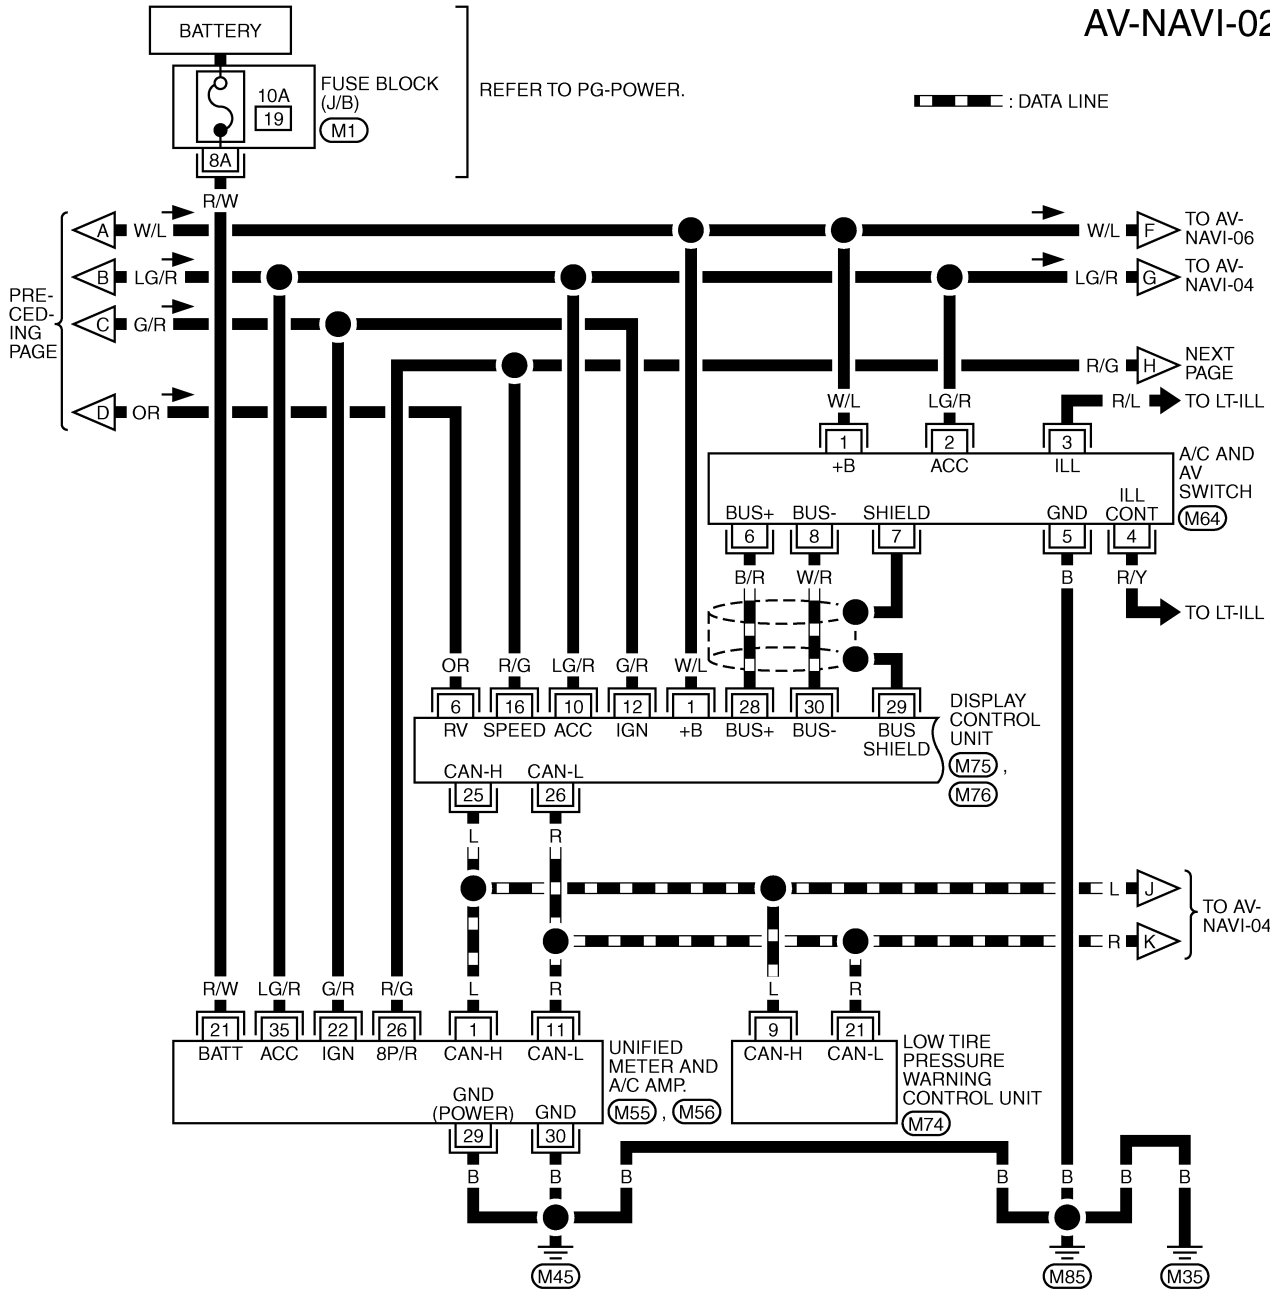 AV-NAVI-02
BATTERY
FUSE BLOCK
(J/B)
10A
19
M1
8A
REFER TO PG-POWER.
: DATA LINE
R/W
A W/L
W/L F
TO AV-
NAVI-06
B LG/R
LG/R G
TO AV-
NAVI-04
PRE-
CED-
ING
PAGE
C G/R
R/G H
NEXT
PAGE
D OR
W/L LG/R R/L TO LT-ILL
1 2 3
+B ACC ILL
A/C AND
AV
SWITCH
M64
BUS+ BUS- SHIELD GND ILL
CONT
6 8 7 5 4
B/R W/R B R/Y
TO LT-ILL
OR R/G LG/R G/R W/L
6 16 10 12 1 28 30 29
RV SPEED ACC IGN +B BUS+ BUS- BUS
SHIELD
DISPLAY
CONTROL
UNIT
M75 ,
M76
CAN-H CAN-L
25 26
L R
L J
R K
TO AV-
NAVI-04
R/W LG/R G/R R/G L R L R
21 35 22 26 1 11 9 21
BATT ACC IGN 8P/R CAN-H CAN-L CAN-H CAN-L
UNIFIED
METER AND
A/C AMP.
M55 , M56
LOW TIRE
PRESSURE
WARNING
CONTROL UNIT
M74
GND
(POWER) GND
29 30
B B B B B B B
M45 M85 M35